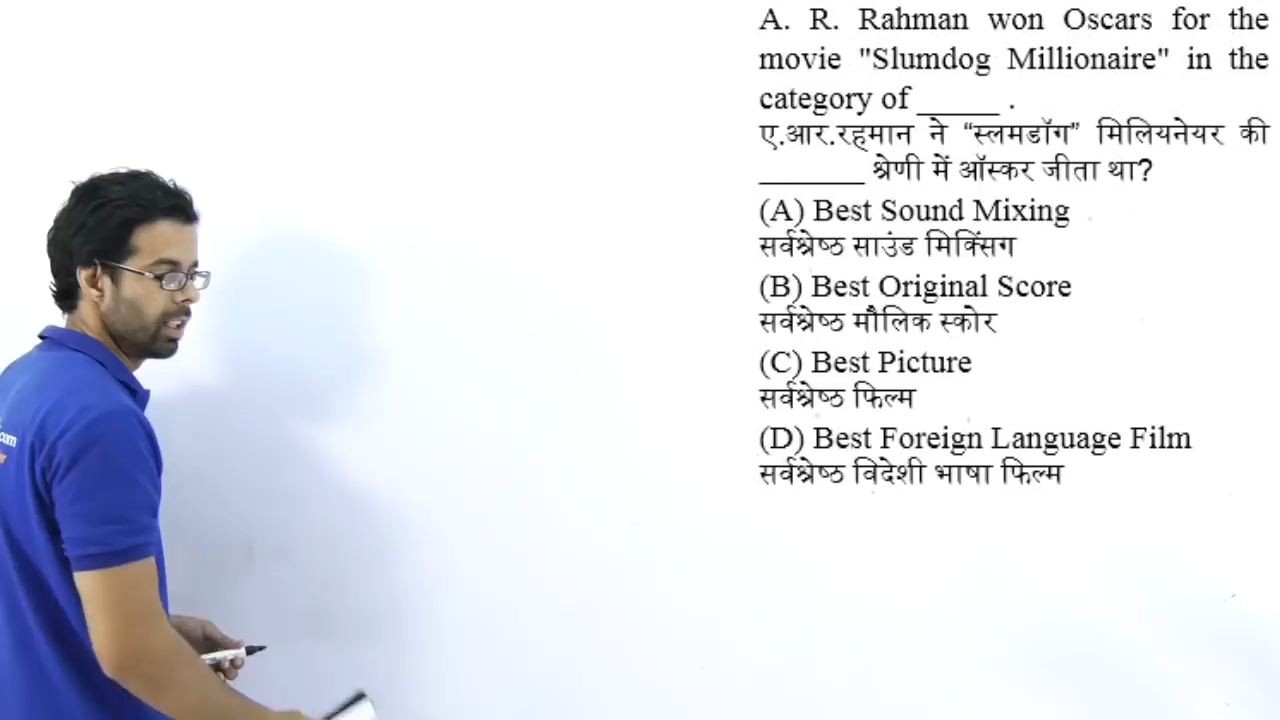 A. R. Rahman won Oscars for the
movie "Slumdog Millionaire" in the
category of _____ .
ए.आर.रहमान ने “स्लमडॉग” मिलियनेयर की
_______ श्रेणी में ऑस्कर जीता था?
(A) Best Sound Mixing
सर्वश्रेष्ठ साउंड मिक्सिंग
(B) Best Original Score
सर्वश्रेष्ठ मौलिक स्कोर
(C) Best Picture
सर्वश्रेष्ठ फिल्म
(D) Best Foreign Language Film
सर्वश्रेष्ठ विदेशी भाषा फिल्म
com